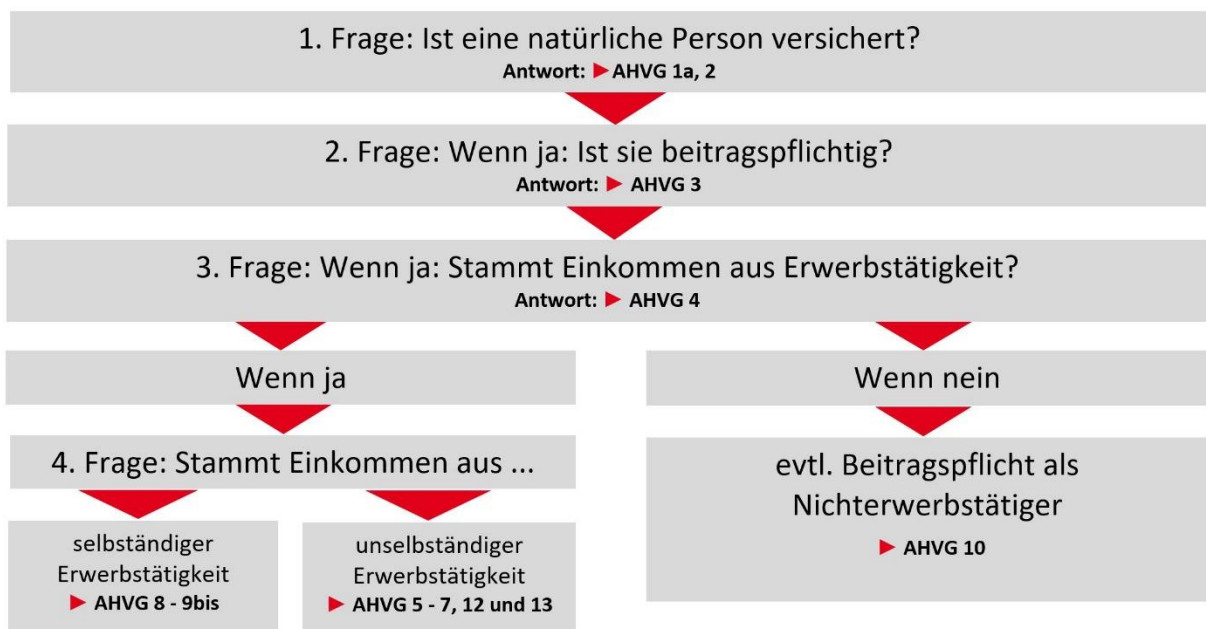 1. Frage: Ist eine natürliche Person versichert?
Antwort: ▶ AHVG 1a, 2
2. Frage: Wenn ja: Ist sie beitragspflichtig?
Antwort: ▶ AHVG 3
3. Frage: Wenn ja: Stammt Einkommen aus Erwerbstätigkeit?
Antwort: ▶ AHVG 4
Wenn ja
4. Frage: Stammt Einkommen aus ...
selbständiger
Erwerbstätigkeit
▶ AHVG 8 - 9bis
unselbständiger
Erwerbstätigkeit
▶ AHVG 5 - 7, 12 und 13
Wenn nein
evtl. Beitragspflicht als
Nichterwerbstätiger
▶ AHVG 10